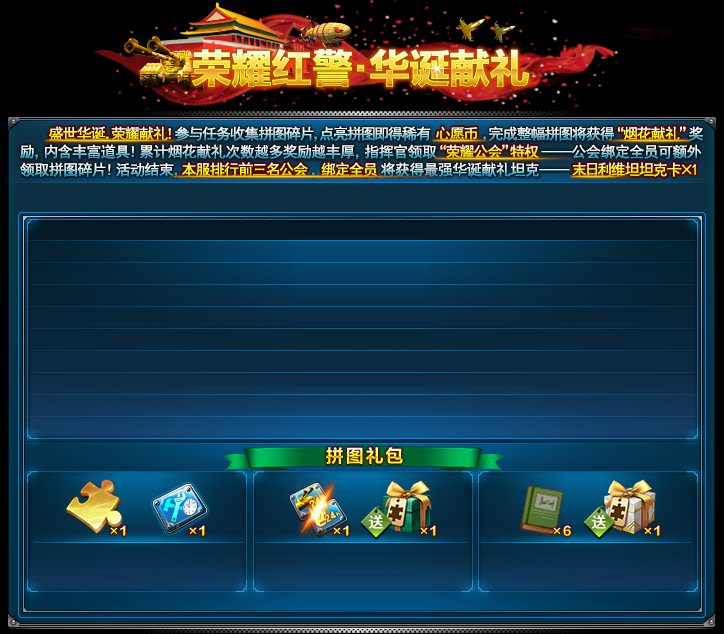 荣耀红警·华诞献礼
盛世华诞,荣耀献礼!参与任务收集拼图碎片,点亮拼图即得稀有 心愿币 ,完成整幅拼图将获得“烟花献礼”奖
励，内含丰富道具！累计烟花献礼次数越多奖励越丰厚，指挥官领取“荣耀公会”特权——公会绑定全员可额外
领取拼图碎片！活动结束,本服排行前三名公会，绑定全员 将获得最强华诞献礼坦克——末日利维坦坦克卡×1
拼图礼包
×1 ×1 ×1 送 ×1 ×6 送 ×1